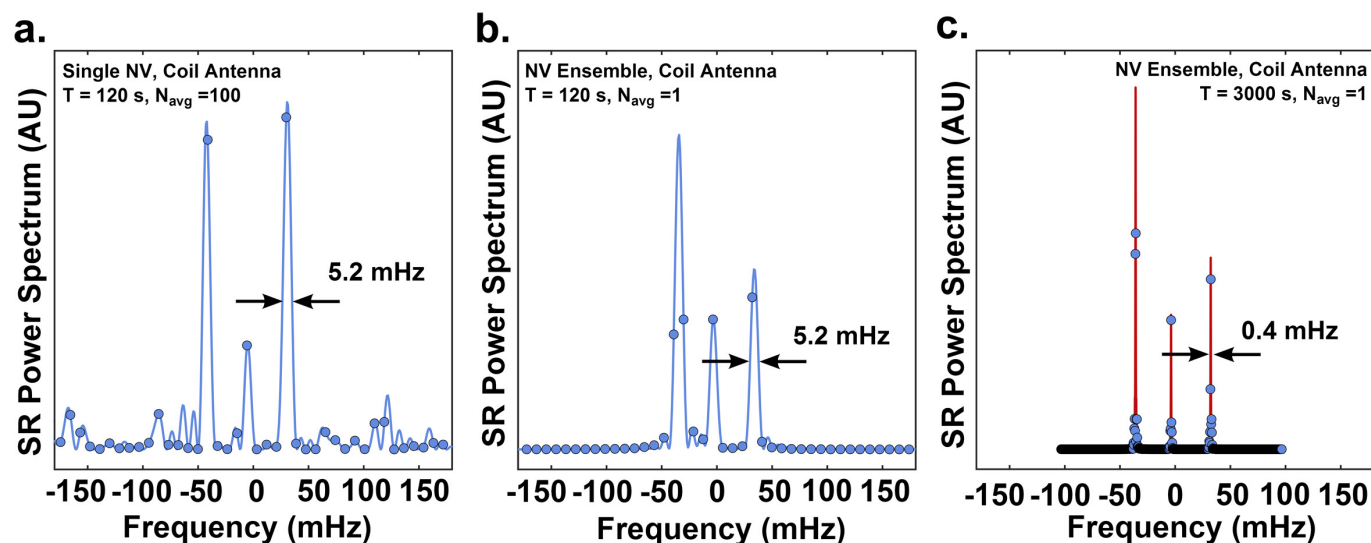 a.
SR Power Spectrum (AU)
Single NV, Coil Antenna
T = 120 s, Navg =100
5.2 mHz
-150 -100 -50 0 50 100 150
Frequency (mHz)
b.
SR Power Spectrum (AU)
NV Ensemble, Coil Antenna
T = 120 s, Navg =1
5.2 mHz
-150 -100 -50 0 50 100 150
Frequency (mHz)
c.
SR Power Spectrum (AU)
NV Ensemble, Coil Antenna
T = 3000 s, Navg =1
0.4 mHz
-150 -100 -50 0 50 100 150
Frequency (mHz)